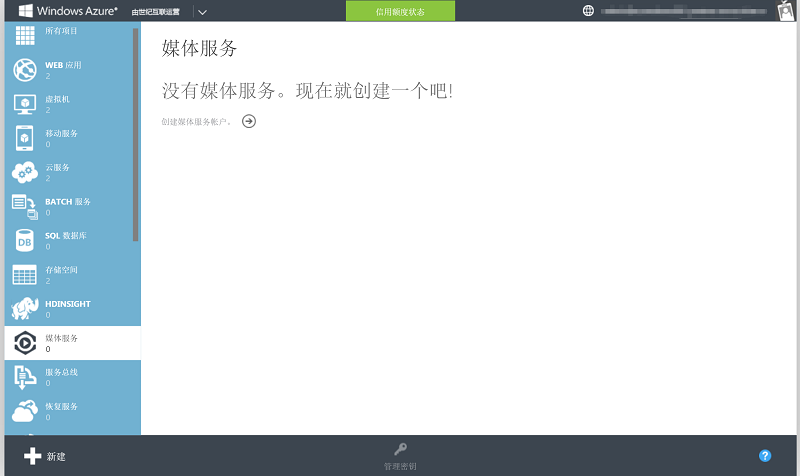 Windows Azure* 由世纪互联运营 信用额度状态
所有项目
WEB 应用
2
虚拟机
2
移动服务
0
云服务
2
BATCH 服务
0
SQL 数据库
0
DB
存储空间
2
HDINSIGHT
0
媒体服务
0
服务总线
0
恢复服务
0
媒体服务
没有媒体服务。现在就创建一个吧!
创建媒体服务帐户。
新建
管理密钥
?